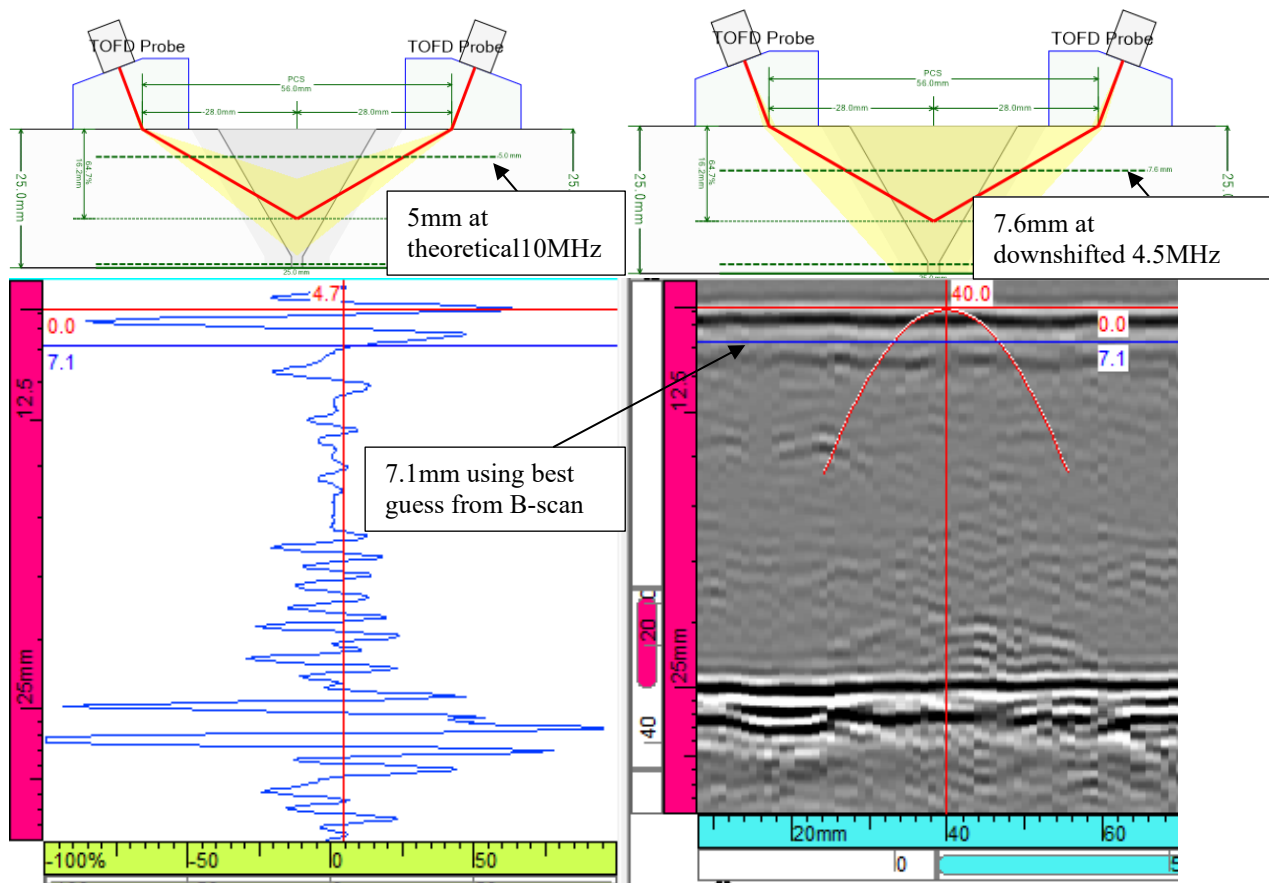 TOFD Probe
TOFD Probe
PCS
56.0mm
-28.0mm
28.0mm
64.7%
16.2mm
25.0mm
5.0 mm
25.0mm
5mm at
theoretical10MHz
TOFD Probe
TOFD Probe
PCS
56.0mm
-28.0mm
28.0mm
64.7%
16.2mm
25.0mm
7.6 mm
25.0
7.6mm at
downshifted 4.5MHz
4.7
0.0
7.1
12.5
25mm
-100%
-50
0
50
7.1mm using best
guess from B-scan
20
40
40.0
0.0
7.1
12.5
25mm
20mm
40
60
0
5